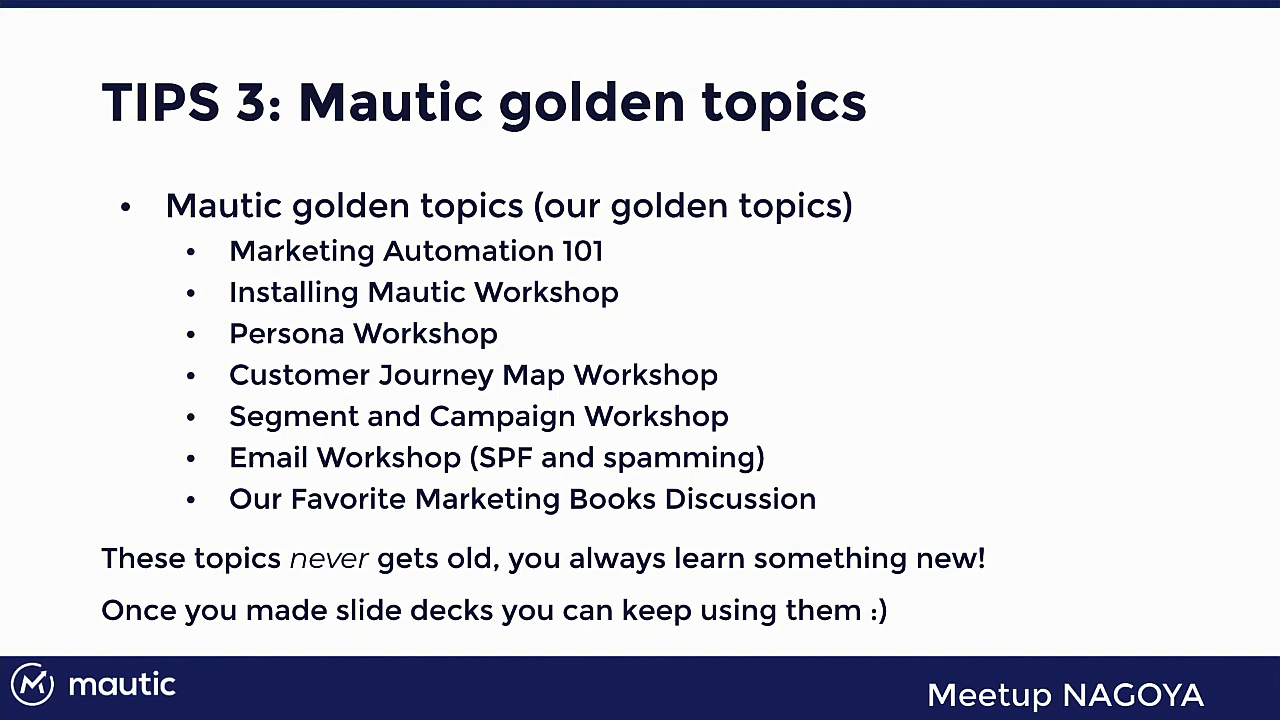 TIPS 3: Mautic golden topics
• Mautic golden topics (our golden topics)
• Marketing Automation 101
• Installing Mautic Workshop
• Persona Workshop
• Customer Journey Map Workshop
• Segment and Campaign Workshop
• Email Workshop (SPF and spamming)
• Our Favorite Marketing Books Discussion
These topics never gets old, you always learn something new!
Once you made slide decks you can keep using them :)
mautic
Meetup NAGOYA